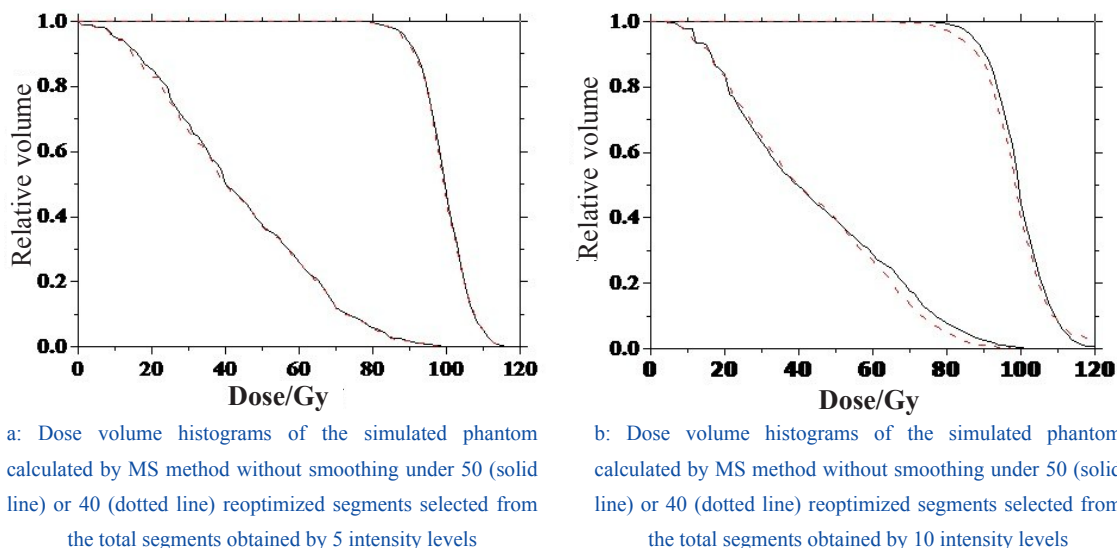 1.0
0.8
0.6
0.4
0.2
0.0
Relative volume
0 20 40 60 80 100 120
Dose/Gy
a: Dose volume histograms of the simulated phantom
calculated by MS method without smoothing under 50 (solid
line) or 40 (dotted line) reoptimized segments selected from
the total segments obtained by 5 intensity levels
1.0
0.8
0.6
0.4
0.2
0.0
Relative volume
0 20 40 60 80 100 120
Dose/Gy
b: Dose volume histograms of the simulated phantom
calculated by MS method without smoothing under 50 (solid
line) or 40 (dotted line) reoptimized segments selected from
the total segments obtained by 10 intensity levels